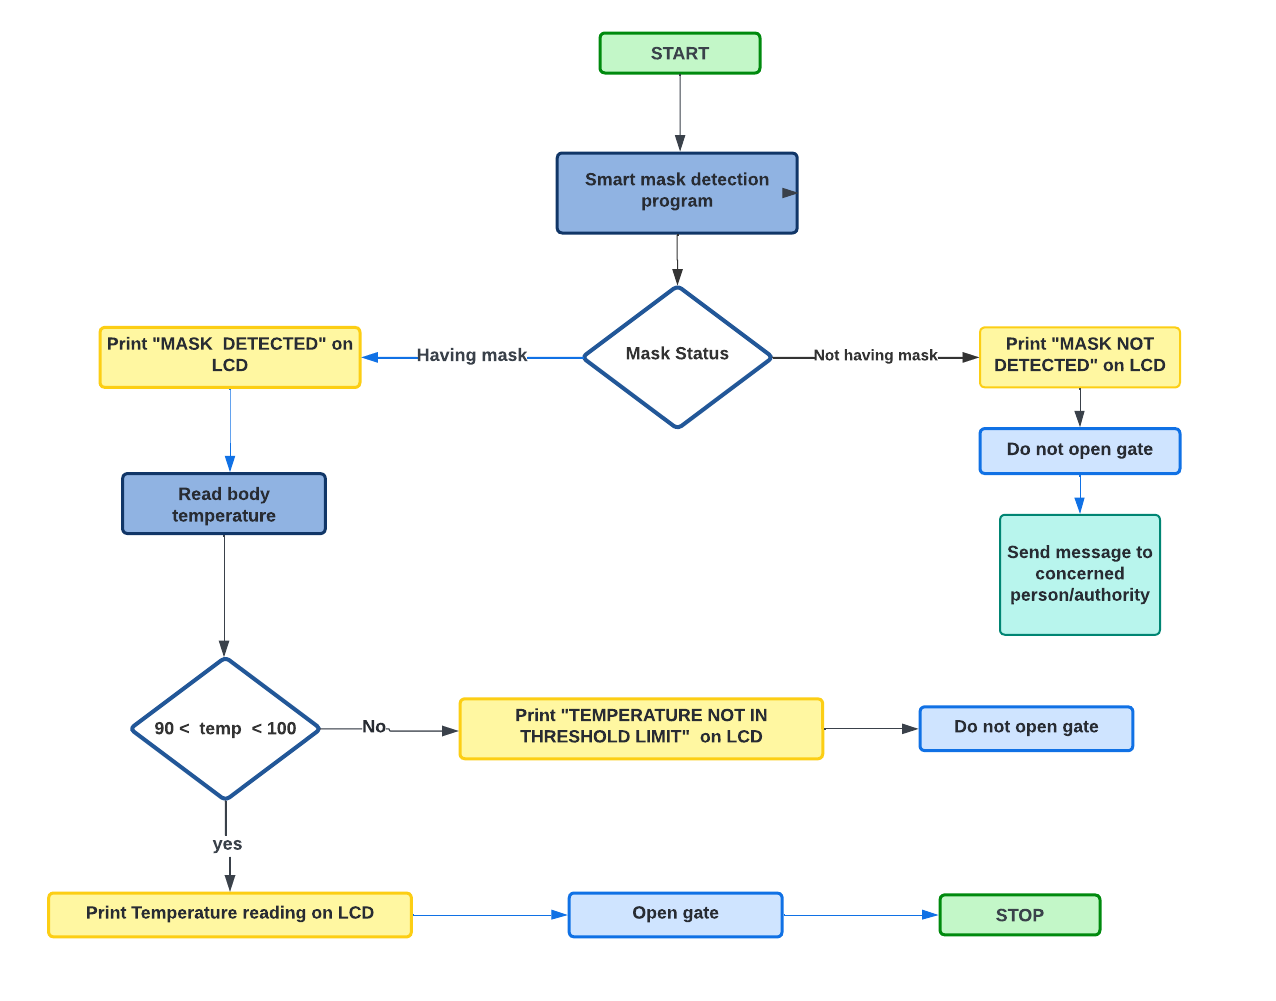 START
Smart mask detection
program
Print "MASK  DETECTED" on
LCD
Having mask
Mask Status
Not having mask
Print "MASK NOT
DETECTED" on LCD
Do not open gate
Read body
temperature
Send message to
concerned
person/authority
90 <  temp  < 100
No
Print "TEMPERATURE NOT IN
THRESHOLD LIMIT"  on LCD
Do not open gate
yes
Print Temperature reading on LCD
Open gate
STOP